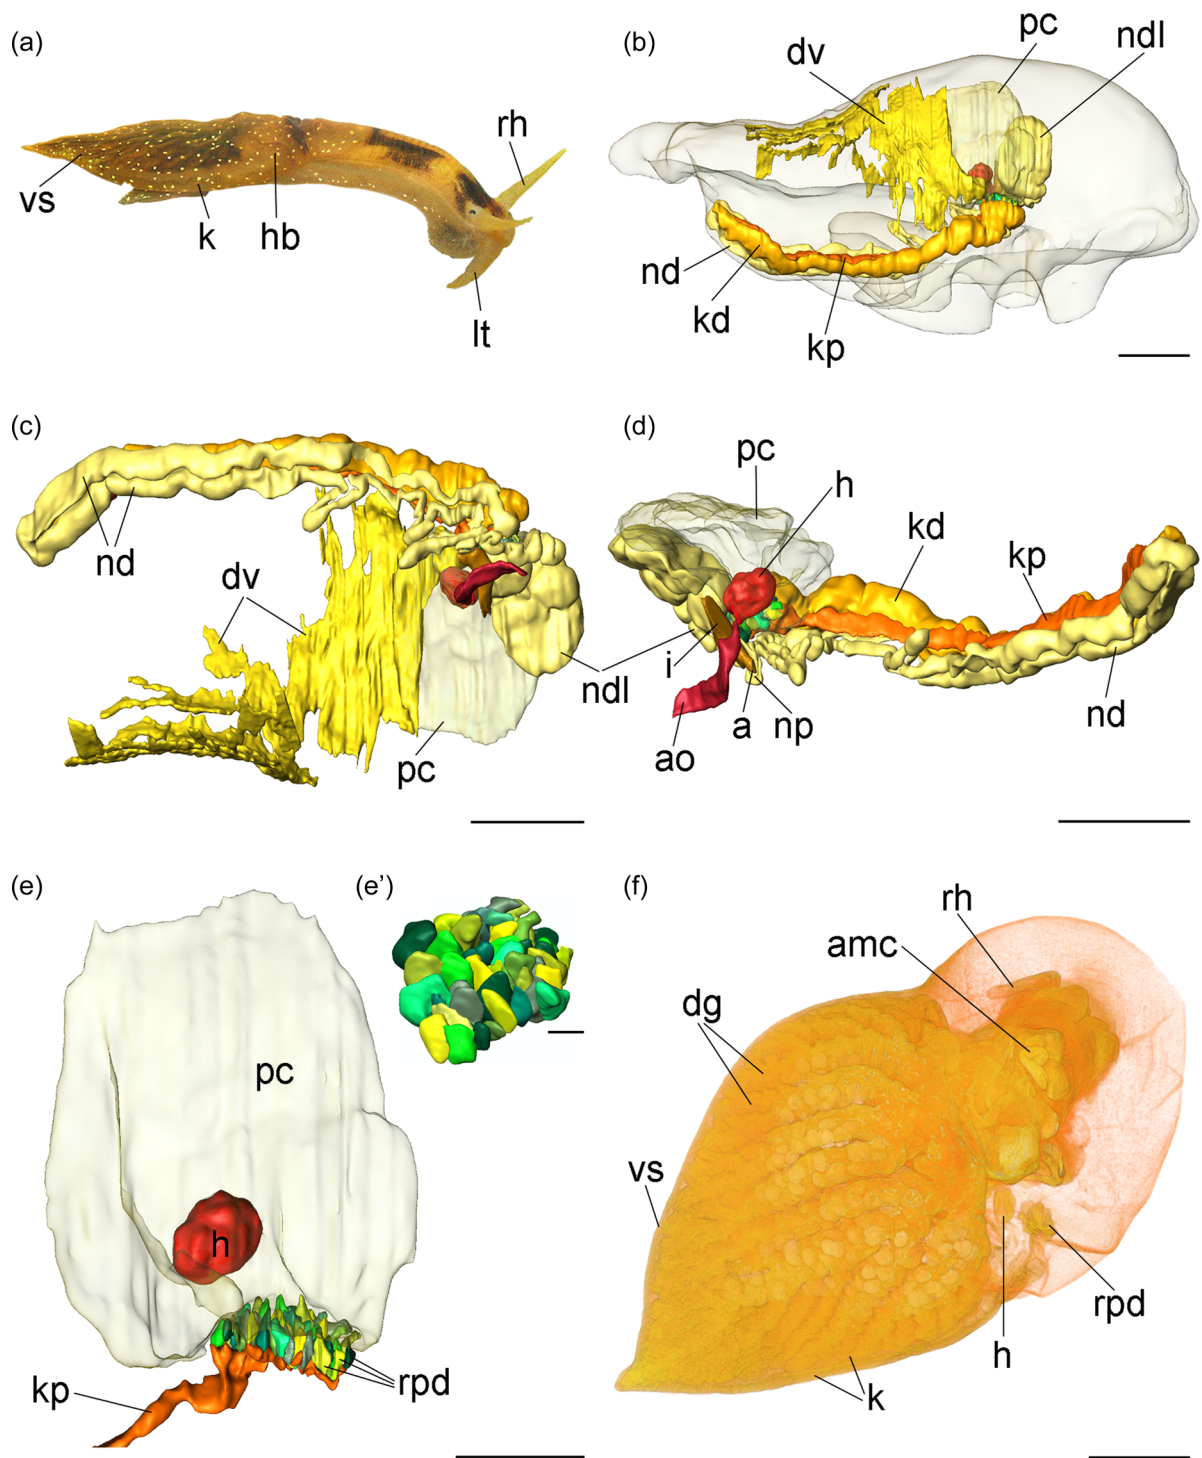 (a)
rh
vs
k
hb
lt
(b)
pc
dv
ndl
nd
kd
kp
(c)
nd
dv
ndl
pc
(d)
pc
h
kd
kp
i
a
np
ao
nd
(e)
pc
h
rpd
kp
(e’)
(f)
rh
amc
dg
vs
rpd
h
k